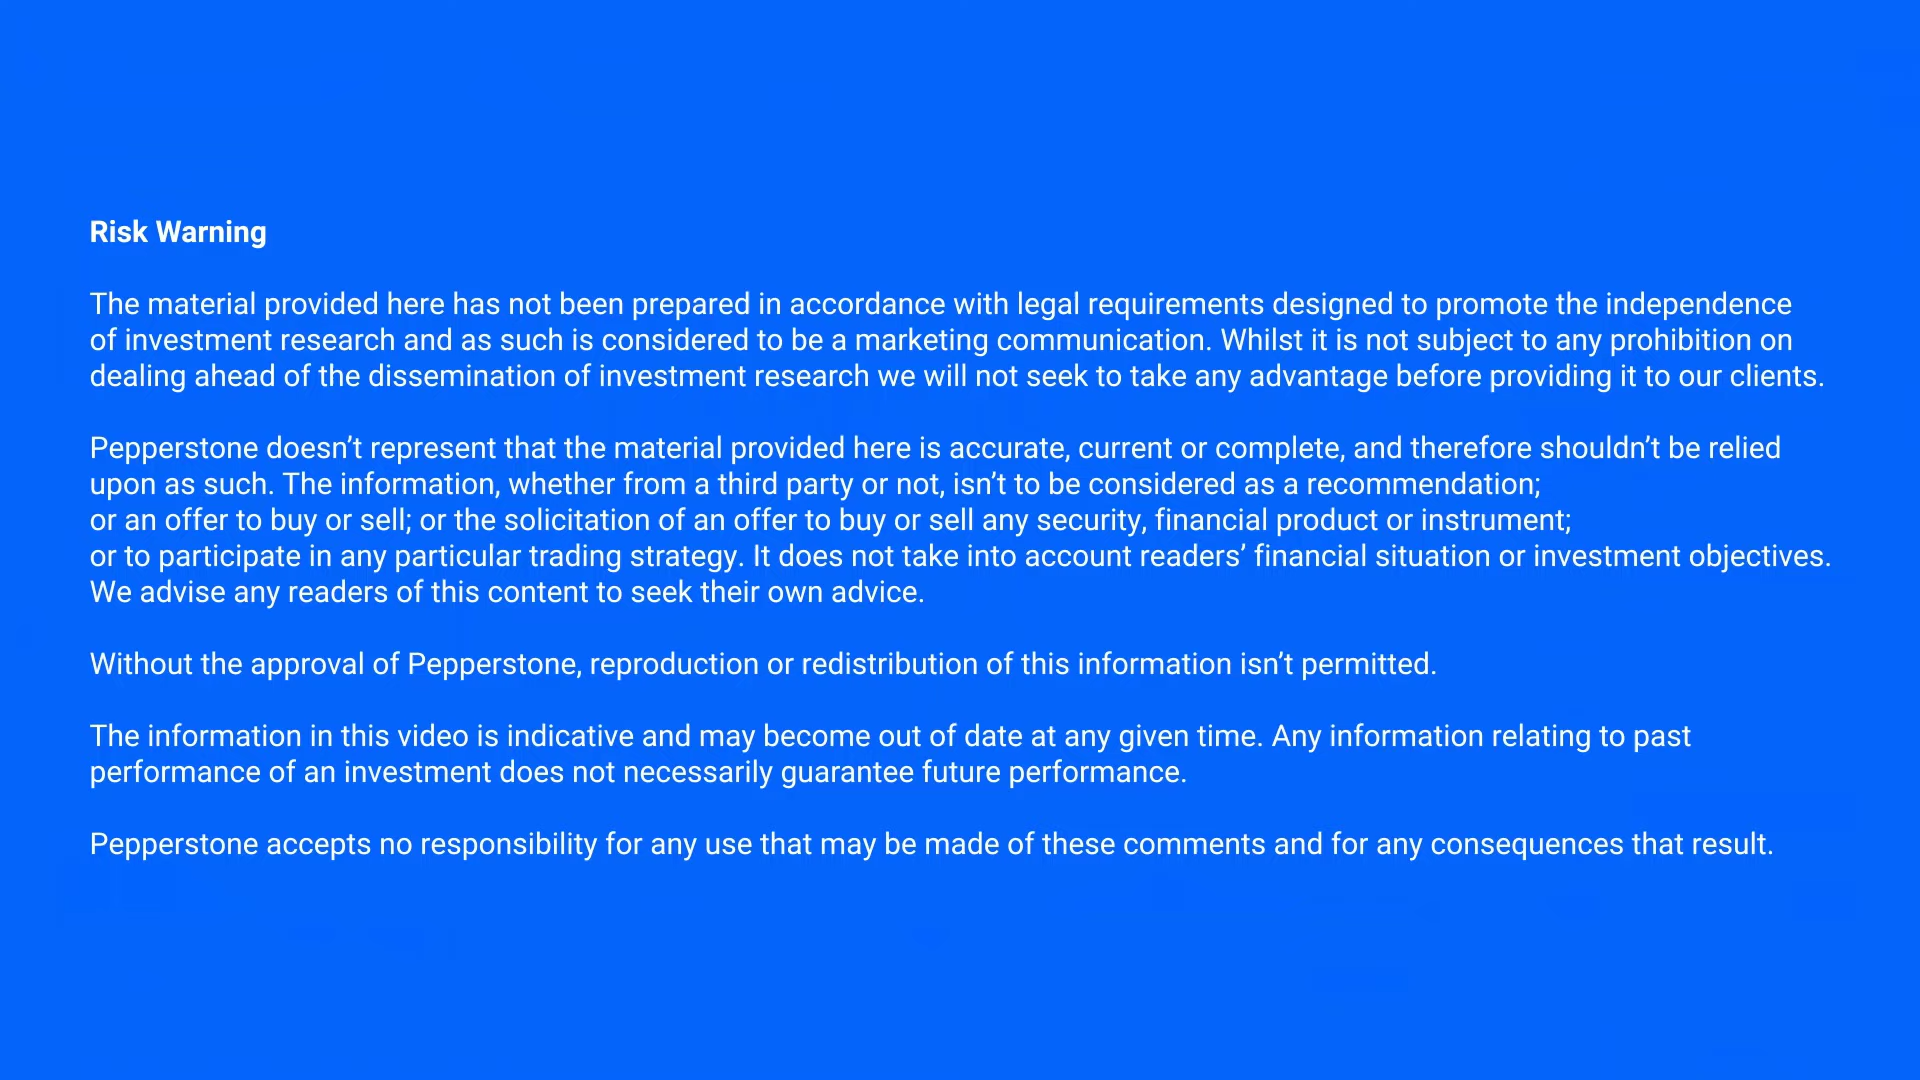 Risk Warning
The material provided here has not been prepared in accordance with legal requirements designed to promote the independence
of investment research and as such is considered to be a marketing communication. Whilst it is not subject to any prohibition on
dealing ahead of the dissemination of investment research we will not seek to take any advantage before providing it to our clients.
Pepperstone doesn’t represent that the material provided here is accurate, current or complete, and therefore shouldn’t be relied
upon as such. The information, whether from a third party or not, isn’t to be considered as a recommendation;
or an offer to buy or sell; or the solicitation of an offer to buy or sell any security, financial product or instrument;
or to participate in any particular trading strategy. It does not take into account readers’ financial situation or investment objectives.
We advise any readers of this content to seek their own advice.
Without the approval of Pepperstone, reproduction or redistribution of this information isn’t permitted.
The information in this video is indicative and may become out of date at any given time. Any information relating to past
performance of an investment does not necessarily guarantee future performance.
Pepperstone accepts no responsibility for any use that may be made of these comments and for any consequences that result.